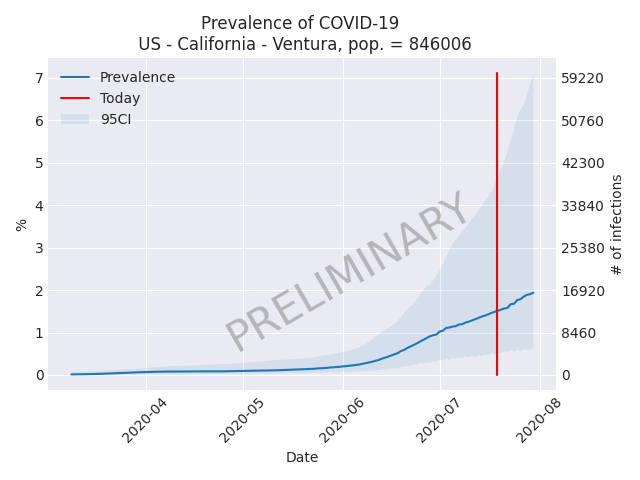 Prevalence of COVID-19
US - California - Ventura, pop. = 846006
Prevalence
Today
95CI
7
6
5
4
3
2
1
0
%
59220
50760
42300
33840
25380
16920
8460
0
# of infections
PRELIMINARY
2020-04
2020-05
2020-06
2020-07
2020-08
Date